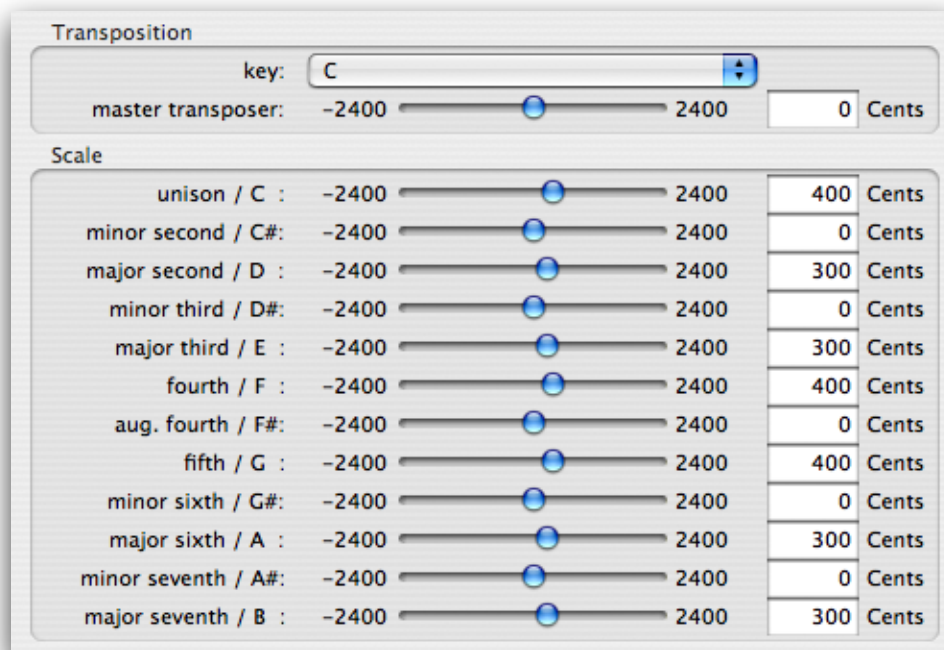 Transposition
key: C
master transposer: -2400 2400 0 Cents
Scale
unison / C : -2400 2400 400 Cents
minor second / C#: -2400 2400 0 Cents
major second / D : -2400 2400 300 Cents
minor third / D#: -2400 2400 0 Cents
major third / E : -2400 2400 300 Cents
fourth / F : -2400 2400 400 Cents
aug. fourth / F#: -2400 2400 0 Cents
fifth / G : -2400 2400 400 Cents
minor sixth / G#: -2400 2400 0 Cents
major sixth / A : -2400 2400 300 Cents
minor seventh / A#: -2400 2400 0 Cents
major seventh / B : -2400 2400 300 Cents